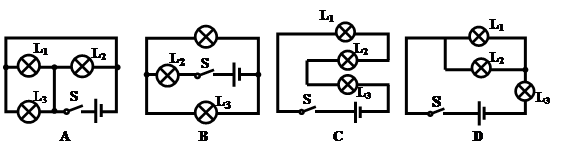 L₁ L₂ L₃ S
A
L₂ S L₃
B
L₁ L₂ L₃ S
C
L₁ L₂ L₃ S
D